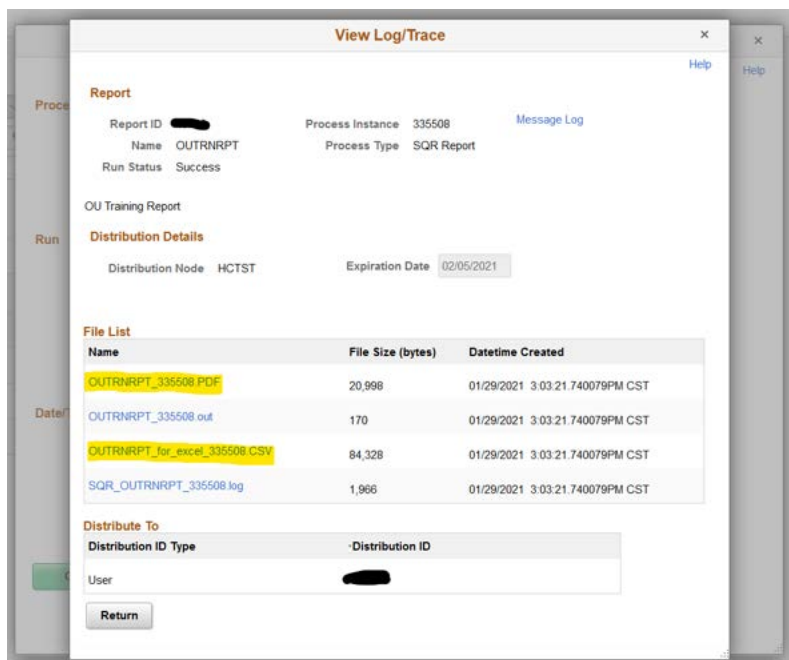 View Log/Trace
Help
Help
Report
Proce
Report ID
Process Instance 335508
Message Log
Name OUTRNRPT
Process Type SQR Report
Run Status Success
OU Training Report
Run
Distribution Details
Distribution Node HCTST
Expiration Date 02/05/2021
File List
Name File Size (bytes) Datetime Created
OUTRNRPT_335508.PDF 20,998 01/29/2021 3:03:21.740079PM CST
Date/T
OUTRNRPT_335508.out 170 01/29/2021 3:03:21.740079PM CST
OUTRNRPT_for_excel_335508.CSV 84,328 01/29/2021 3:03:21.740079PM CST
SQR_OUTRNRPT_335508.log 1,966 01/29/2021 3:03:21.740079PM CST
Distribute To
Distribution ID Type ·Distribution ID
User
Return